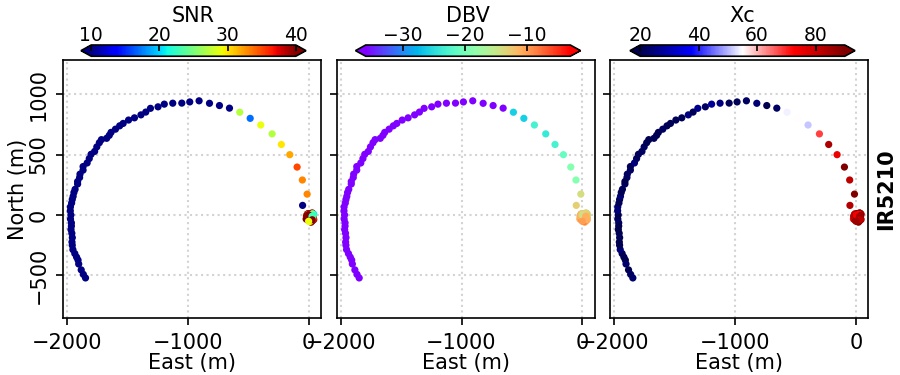 SNR DBV Xc
10 20 30 40 −30 −20 −10 20 40 60 80
1000
500
0
−500
North (m)
IR5210
−2000 −1000 0 −2000 −1000 0 −2000 −1000 0
East (m) East (m) East (m)